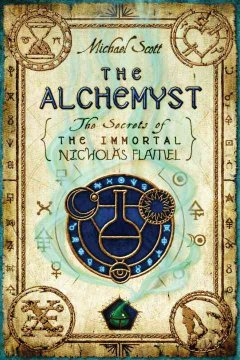 Michael Scott
THE
ALCHEMYST
The Secrets of
THE IMMORTAL
NICHOLAS FLAMEL